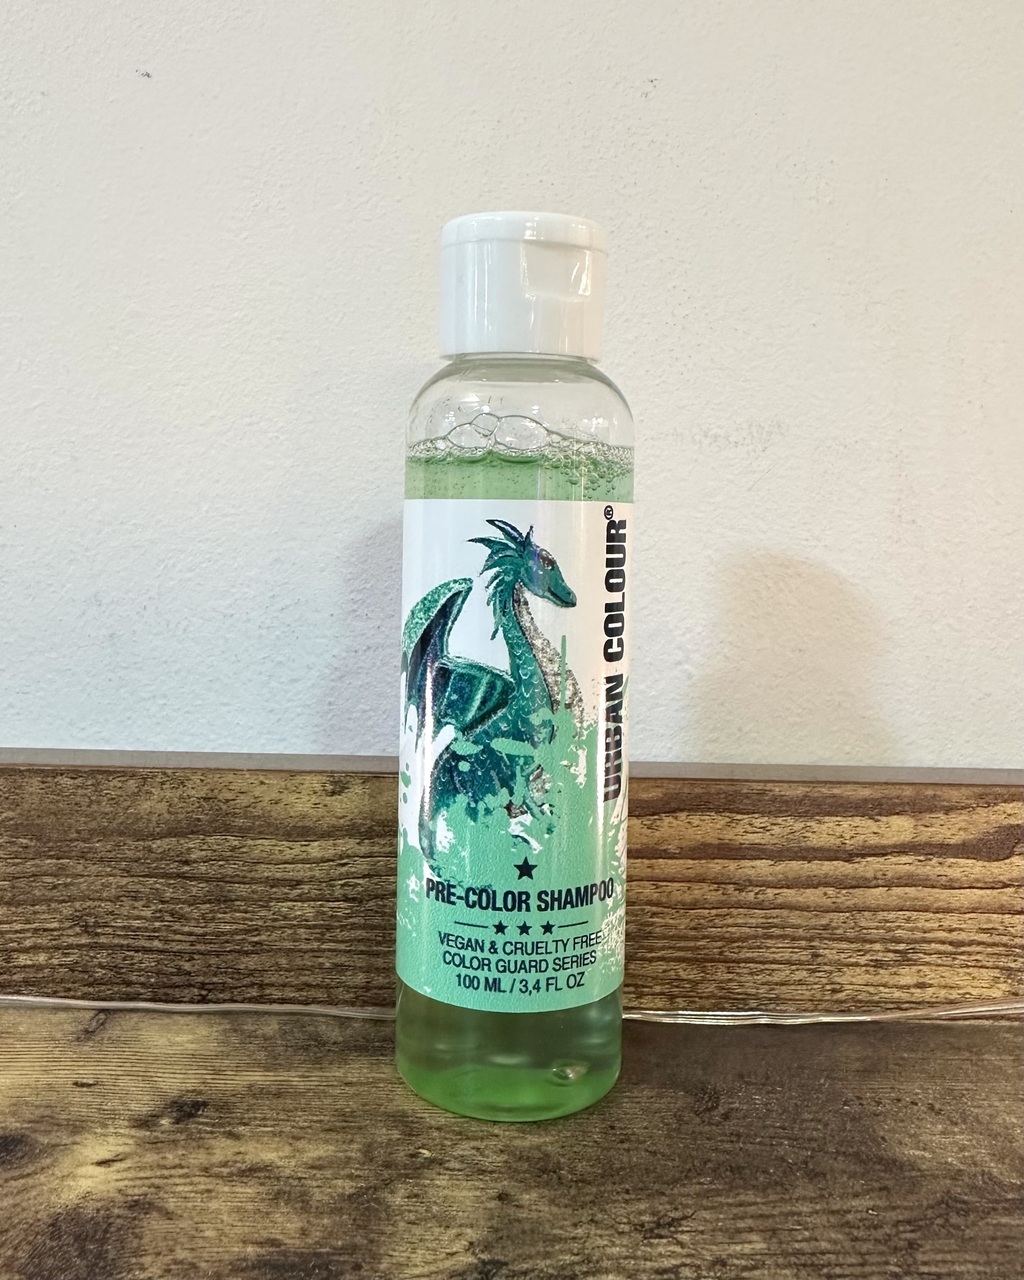 URBAN COLOUR®
PRE-COLOR SHAMPOO
VEGAN & CRUELTY FREE
COLOR GUARD SERIES
100 ML / 3,4 FL OZ